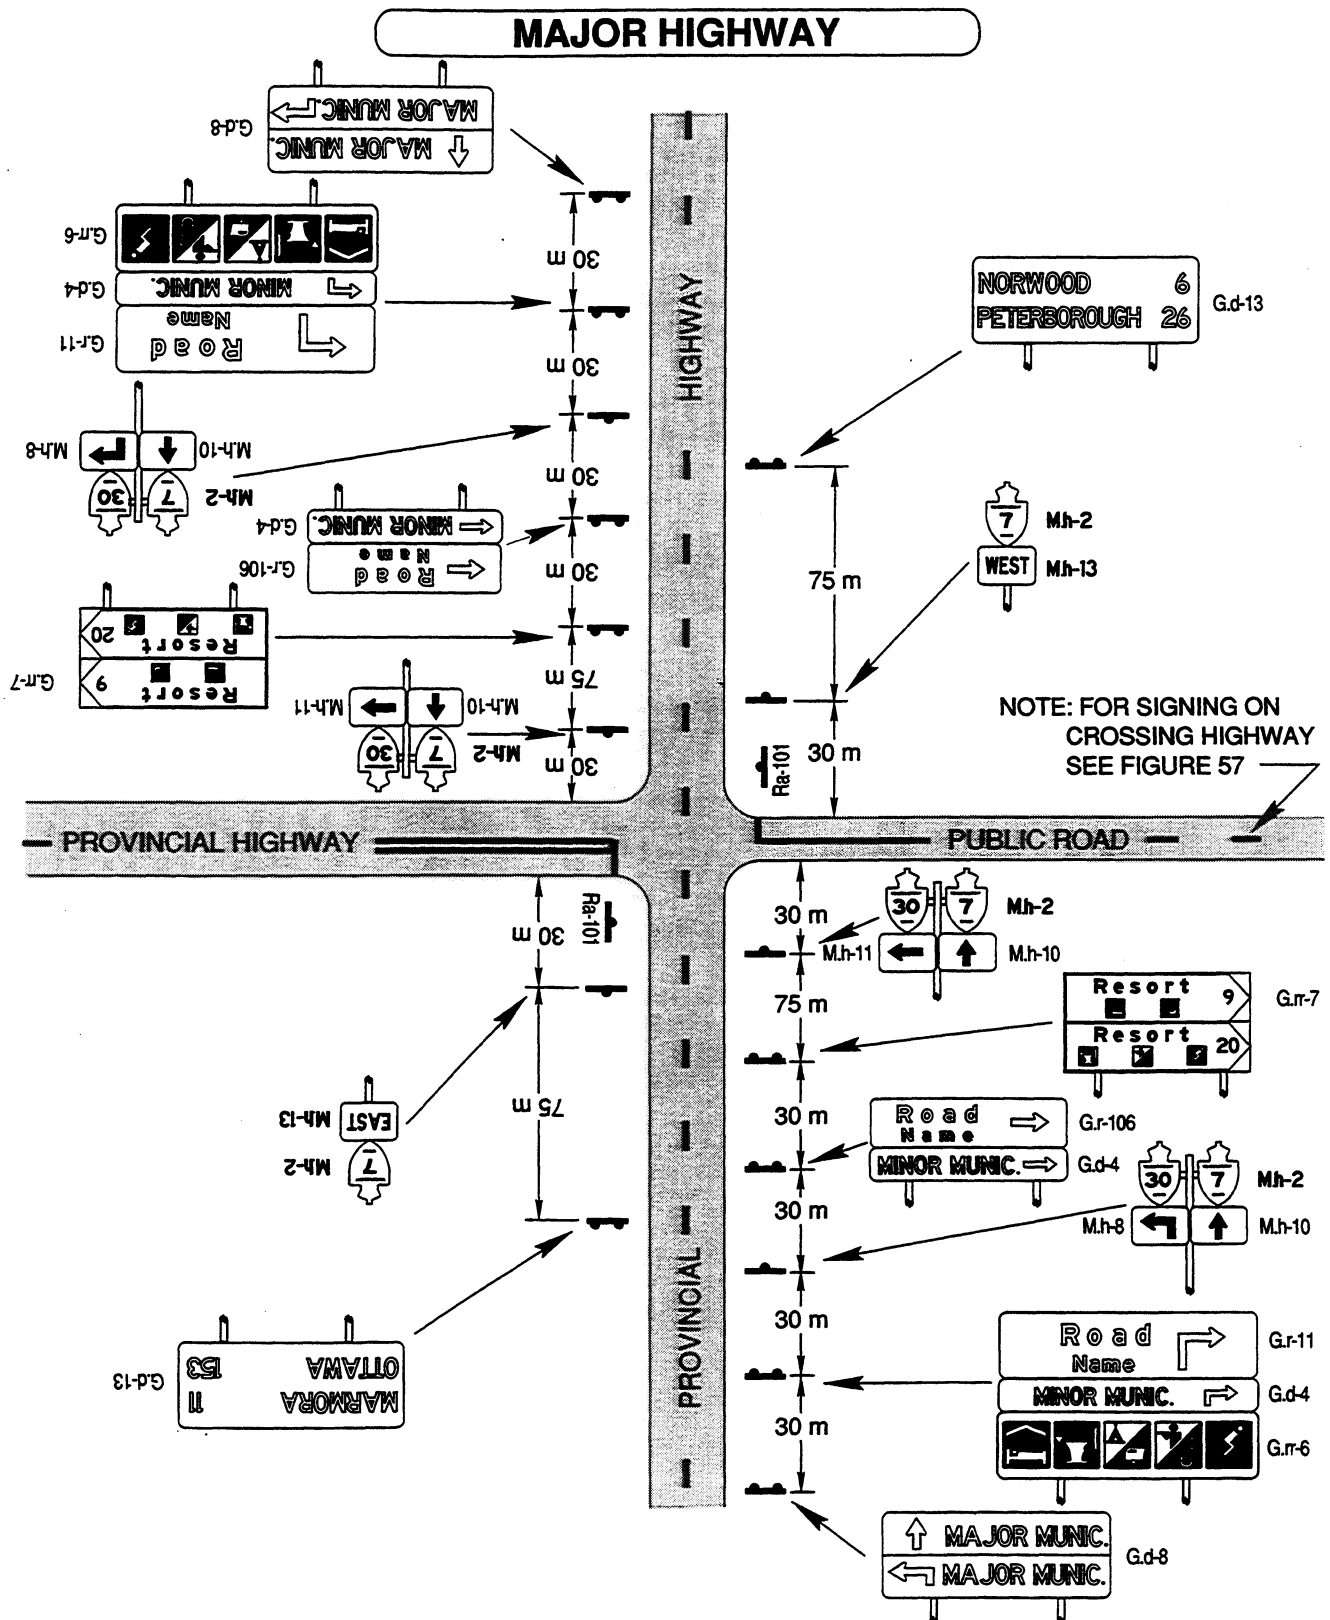 MAJOR HIGHWAY
MAJOR MUNIC.
MAJOR MUNIC.
G.d-8
G.rr-6
MINOR MUNIC.
G.d-4
Road
Name
G.r-11
30 m
30 m
30 m
30 m
75 m
30 m
M.h-8
M.h-10
30
7
M.h-2
MINOR MUNIC.
G.d-4
Road
Name
G.r-106
Resort
20
Resort
9
G.rr-7
M.h-11
M.h-10
30
7
M.h-2
HIGHWAY
NORWOOD 6
PETERBOROUGH 26
G.d-13
7
M.h-2
WEST
M.h-13
75 m
30 m
Ra-101
NOTE: FOR SIGNING ON
CROSSING HIGHWAY
SEE FIGURE 57
PROVINCIAL HIGHWAY
PUBLIC ROAD
Ra-101
30 m
75 m
EAST
M.h-13
7
M.h-2
MARMORA 11
OTTAWA 153
G.d-13
PROVINCIAL
30 m
75 m
30 m
30 m
30 m
30 m
30
7
M.h-2
M.h-11
M.h-10
Resort
9
Resort
20
G.rr-7
Road
Name
G.r-106
MINOR MUNIC.
G.d-4
30
7
M.h-2
M.h-8
M.h-10
Road
Name
G.r-11
MINOR MUNIC.
G.d-4
G.rr-6
MAJOR MUNIC.
MAJOR MUNIC.
G.d-8